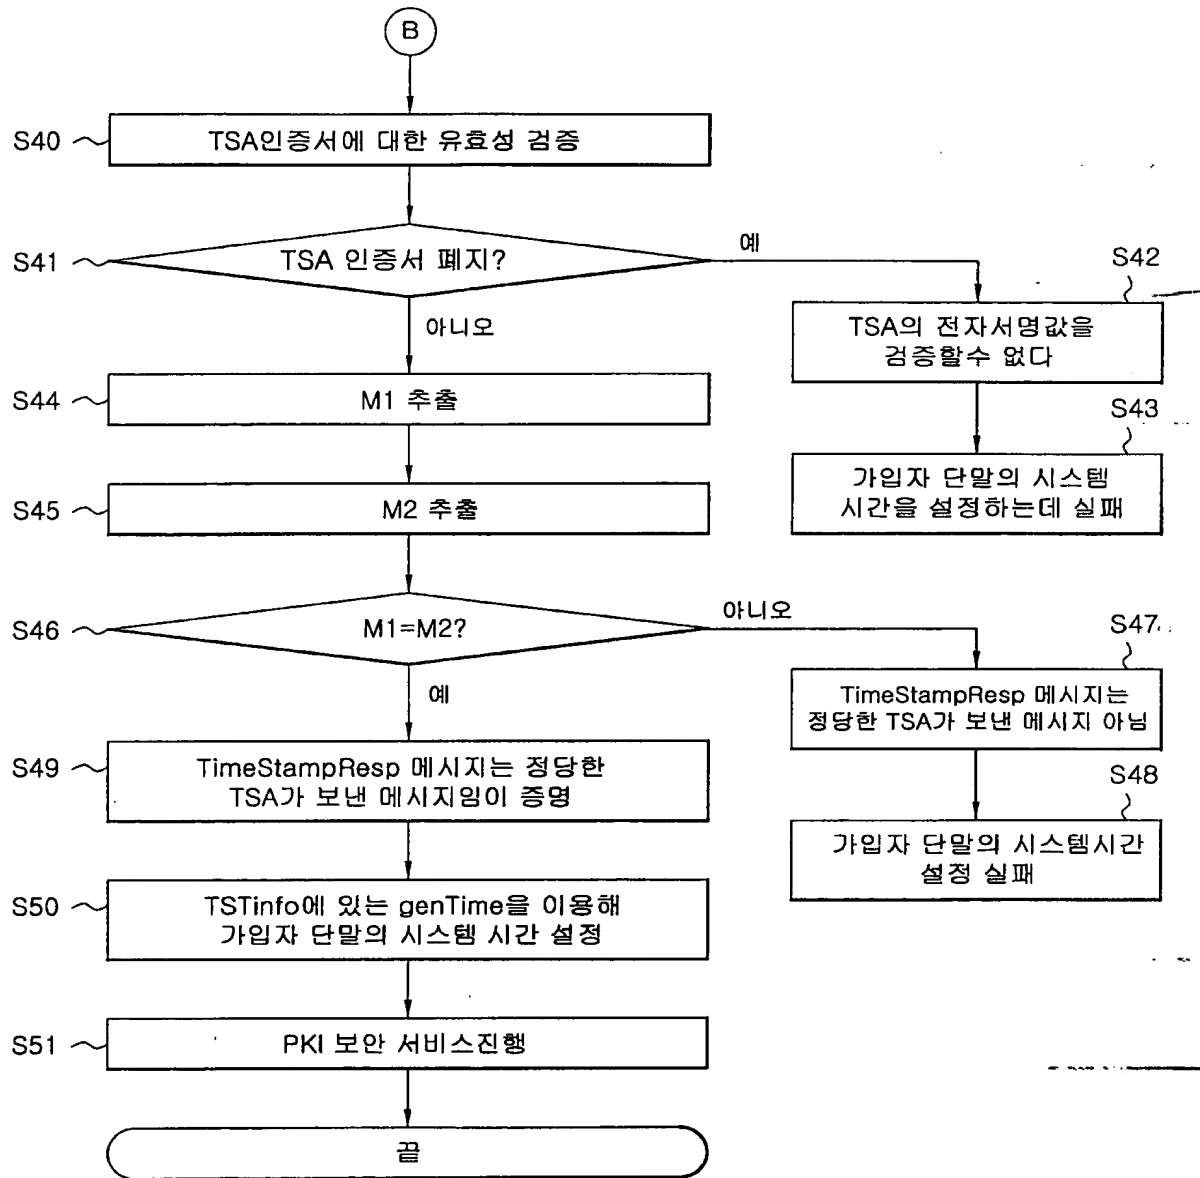 B
S40
TSA인증서에 대한 유효성 검증
S41
TSA 인증서 폐지?
예
아니오
S42
TSA의 전자서명값을
검증할수 없다
S43
가입자 단말의 시스템
시간을 설정하는데 실패
S44
M1 추출
S45
M2 추출
S46
M1=M2?
아니오
예
S47
TimeStampResp 메시지는
정당한 TSA가 보낸 메시지 아님
S48
가입자 단말의 시스템시간
설정 실패
S49
TimeStampResp 메시지는 정당한
TSA가 보낸 메시지임이 증명
S50
TSTinfo에 있는 genTime을 이용해
가입자 단말의 시스템 시간 설정
S51
PKI 보안 서비스진행
끝